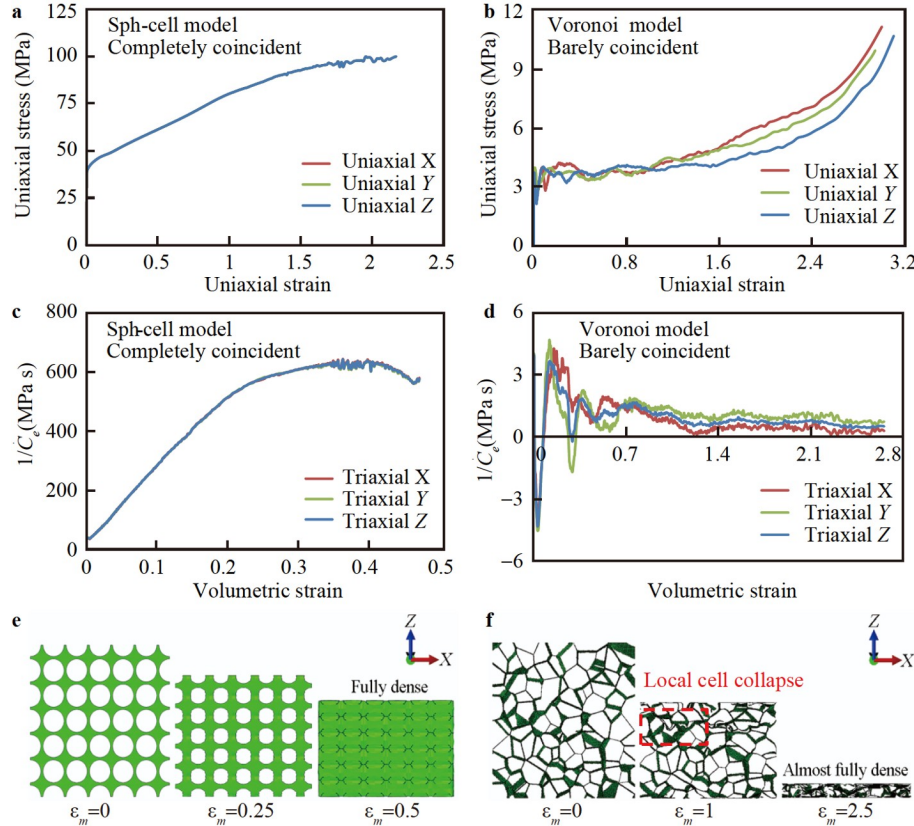 a
Sph-cell model
Completely coincident
Uniaxial stress (MPa)
125
100
75
50
25
0
Uniaxial X
Uniaxial Y
Uniaxial Z
0 0.5 1 1.5 2 2.5
Uniaxial strain
b
Voronoi model
Barely coincident
Uniaxial stress (MPa)
12
9
6
3
0
Uniaxial X
Uniaxial Y
Uniaxial Z
0 0.8 1.6 2.4 3.2
Uniaxial strain
c
Sph-cell model
Completely coincident
1/Ċₑ(MPa s)
800
600
400
200
0
Triaxial X
Triaxial Y
Triaxial Z
0 0.1 0.2 0.3 0.4 0.5
Volumetric strain
d
Voronoi model
Barely coincident
1/Ċₑ(MPa s)
6
3
0
−3
−6
0 0.7 1.4 2.1 2.8
Triaxial X
Triaxial Y
Triaxial Z
Volumetric strain
e
Z
X
Fully dense
εₘ=0
εₘ=0.25
εₘ=0.5
f
Z
X
Local cell collapse
Almost fully dense
εₘ=0
εₘ=1
εₘ=2.5